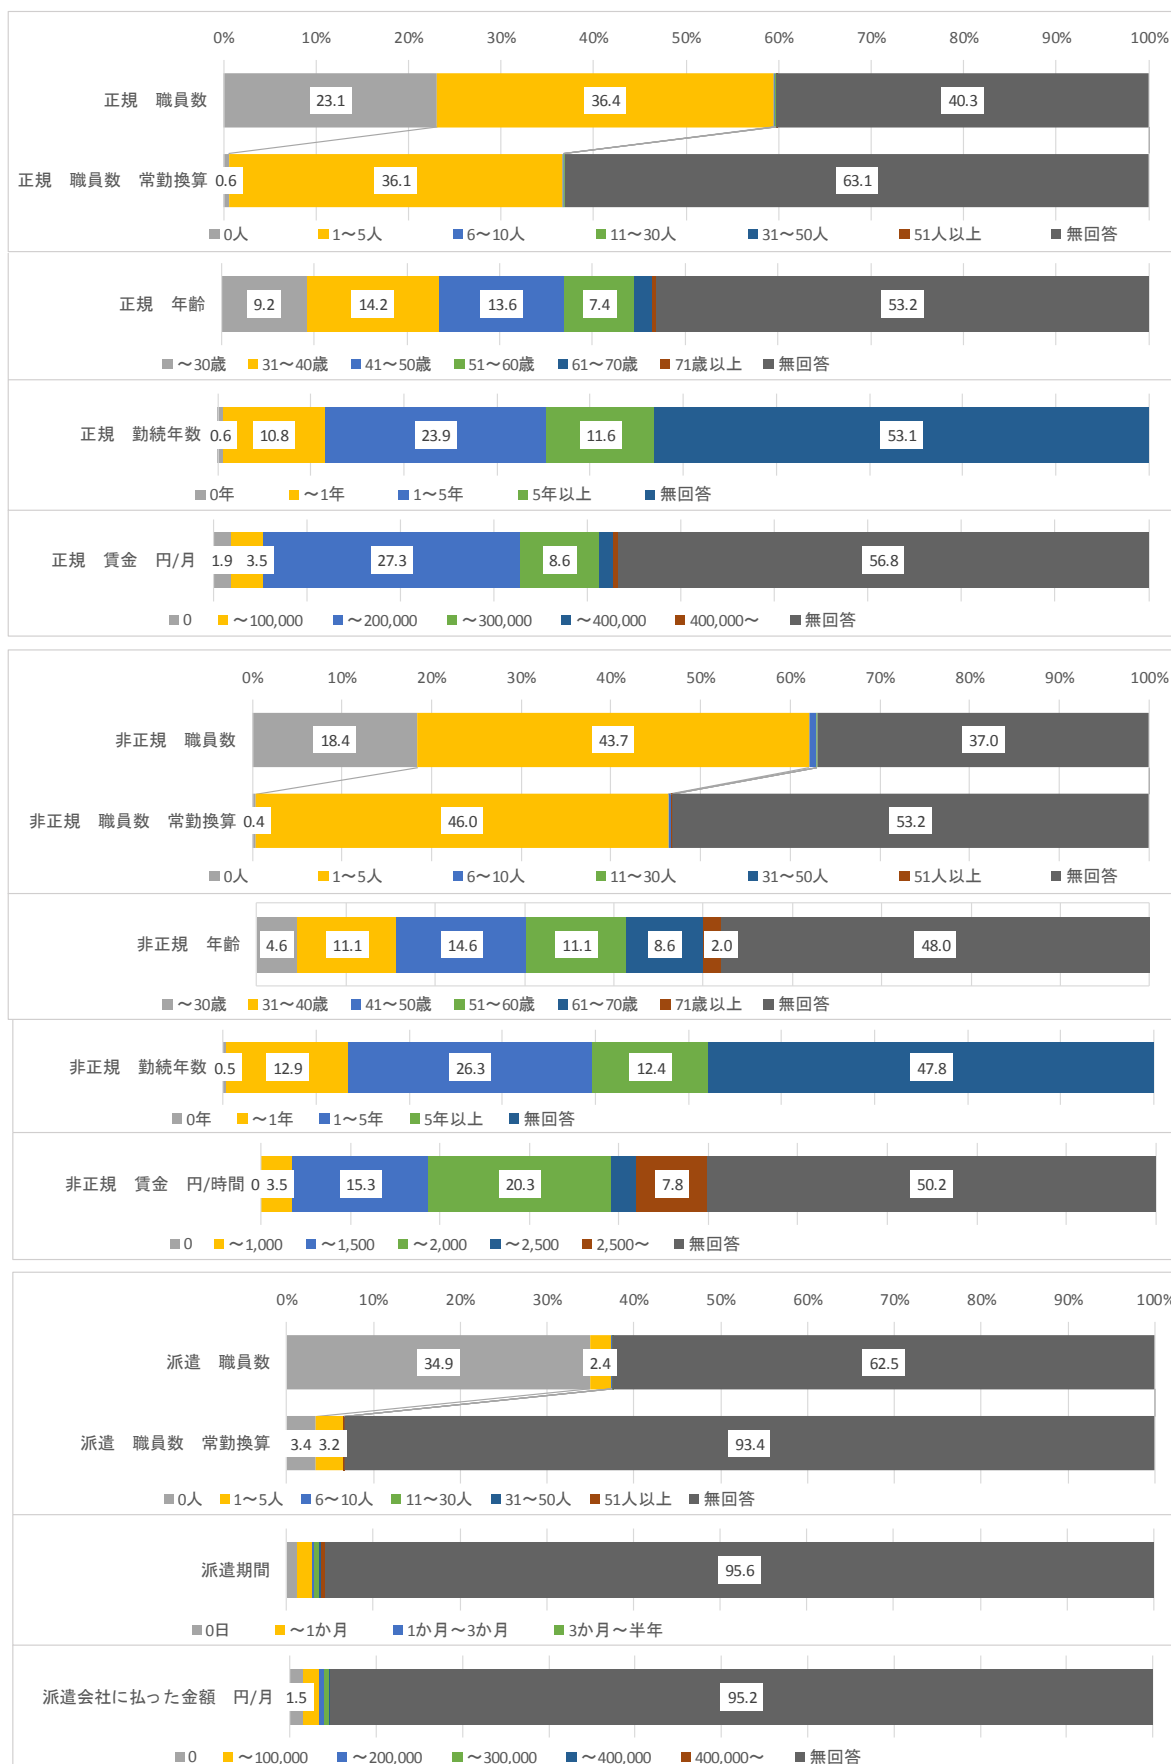 0% 10% 20% 30% 40% 50% 60% 70% 80% 90% 100%
正規　職員数 23.1 36.4 40.3
正規　職員数　常勤換算 0.6 36.1 63.1
0人 1～5人 6～10人 11～30人 31～50人 51人以上 無回答
正規　年齢 9.2 14.2 13.6 7.4 53.2
～30歳 31～40歳 41～50歳 51～60歳 61～70歳 71歳以上 無回答
正規　勤続年数 0.6 10.8 23.9 11.6 53.1
0年 ～1年 1～5年 5年以上 無回答
正規　賃金　円/月 1.9 3.5 27.3 8.6 56.8
0 ～100,000 ～200,000 ～300,000 ～400,000 400,000～ 無回答
0% 10% 20% 30% 40% 50% 60% 70% 80% 90% 100%
非正規　職員数 18.4 43.7 37.0
非正規　職員数　常勤換算 0.4 46.0 53.2
0人 1～5人 6～10人 11～30人 31～50人 51人以上 無回答
非正規　年齢 4.6 11.1 14.6 11.1 8.6 2.0 48.0
～30歳 31～40歳 41～50歳 51～60歳 61～70歳 71歳以上 無回答
非正規　勤続年数 0.5 12.9 26.3 12.4 47.8
0年 ～1年 1～5年 5年以上 無回答
非正規　賃金　円/時間 0 3.5 15.3 20.3 7.8 50.2
0 ～1,000 ～1,500 ～2,000 ～2,500 2,500～ 無回答
0% 10% 20% 30% 40% 50% 60% 70% 80% 90% 100%
派遣　職員数 34.9 2.4 62.5
派遣　職員数　常勤換算 3.4 3.2 93.4
0人 1～5人 6～10人 11～30人 31～50人 51人以上 無回答
派遣期間 95.6
0日 ～1か月 1か月～3か月 3か月～半年
派遣会社に払った金額　円/月 1.5 95.2
0 ～100,000 ～200,000 ～300,000 ～400,000 400,000～ 無回答